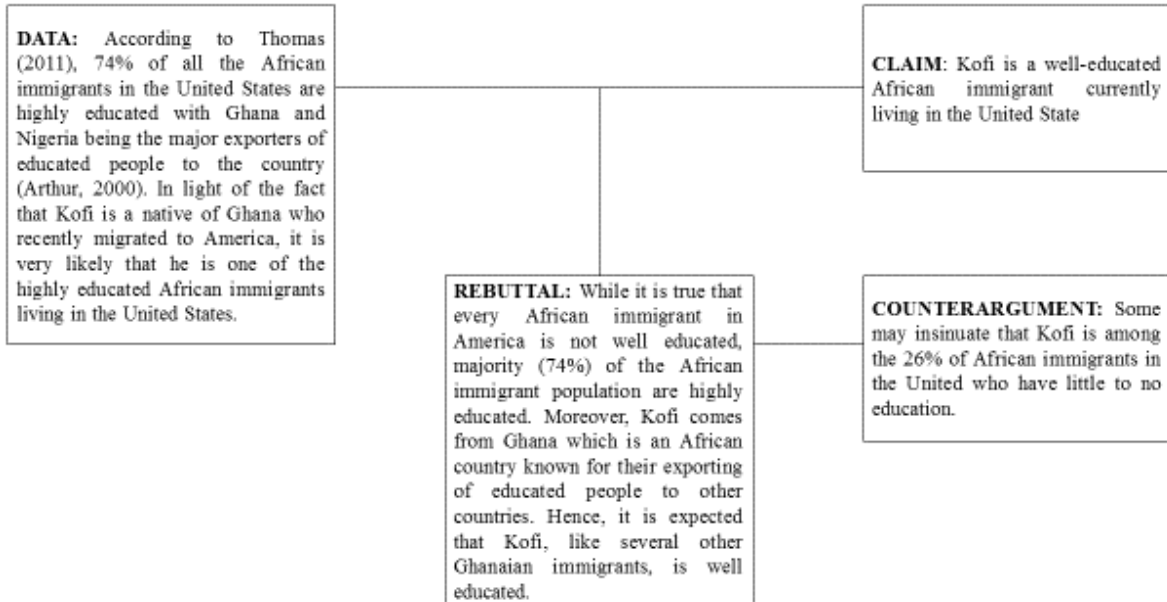 DATA: According to Thomas
(2011), 74% of all the African
immigrants in the United States are
highly educated with Ghana and
Nigeria being the major exporters of
educated people to the country
(Arthur, 2000). In light of the fact
that Kofi is a native of Ghana who
recently migrated to America, it is
very likely that he is one of the
highly educated African immigrants
living in the United States.
CLAIM: Kofi is a well-educated
African immigrant currently
living in the United State
REBUTTAL: While it is true that
every African immigrant in
America is not well educated,
majority (74%) of the African
immigrant population are highly
educated. Moreover, Kofi comes
from Ghana which is an African
country known for their exporting
of educated people to other
countries. Hence, it is expected
that Kofi, like several other
Ghanaian immigrants, is well
educated.
COUNTERARGUMENT: Some
may insinuate that Kofi is among
the 26% of African immigrants in
the United who have little to no
education.